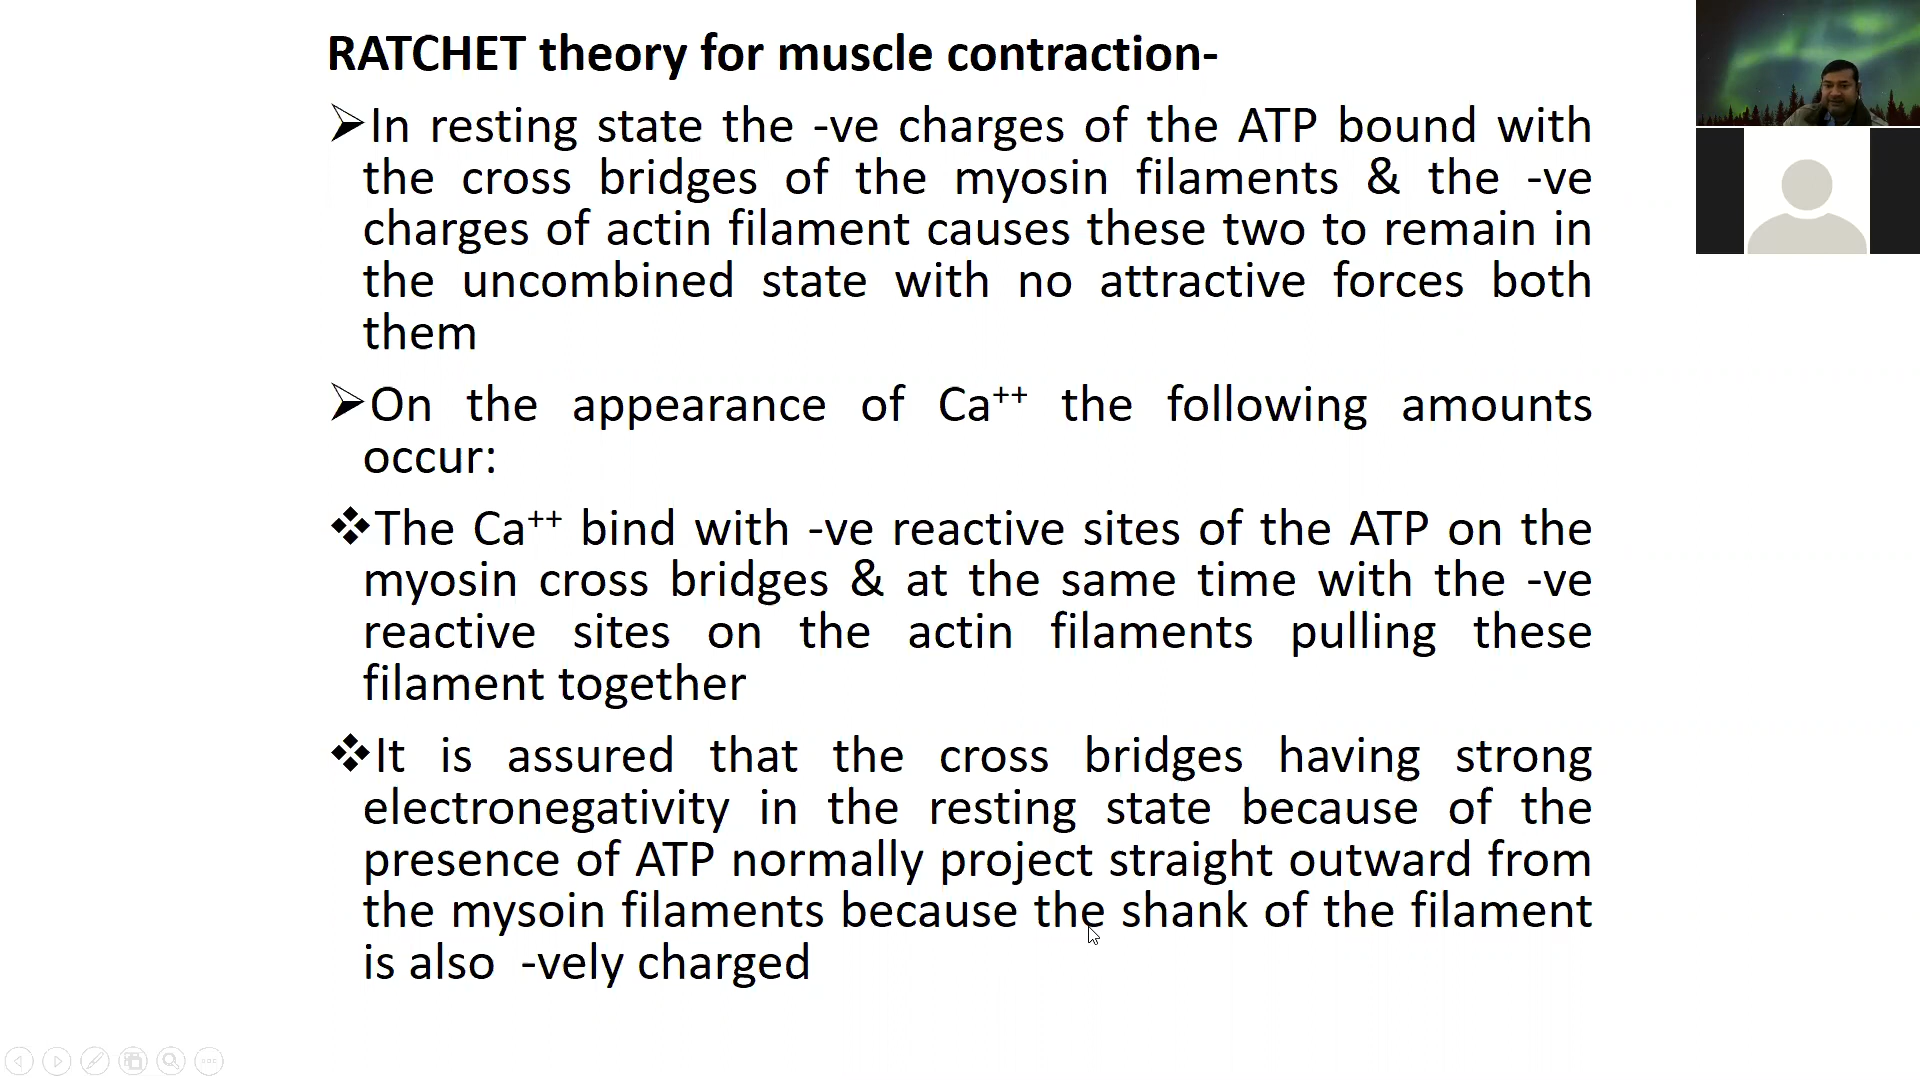 RATCHET theory for muscle contraction-
➢In resting state the -ve charges of the ATP bound with
the cross bridges of the myosin filaments & the -ve
charges of actin filament causes these two to remain in
the uncombined state with no attractive forces both
them
➢On the appearance of Ca⁺⁺ the following amounts
occur:
❖The Ca⁺⁺ bind with -ve reactive sites of the ATP on the
myosin cross bridges & at the same time with the -ve
reactive sites on the actin filaments pulling these
filament together
❖It is assured that the cross bridges having strong
electronegativity in the resting state because of the
presence of ATP normally project straight outward from
the mysoin filaments because the shank of the filament
is also -vely charged